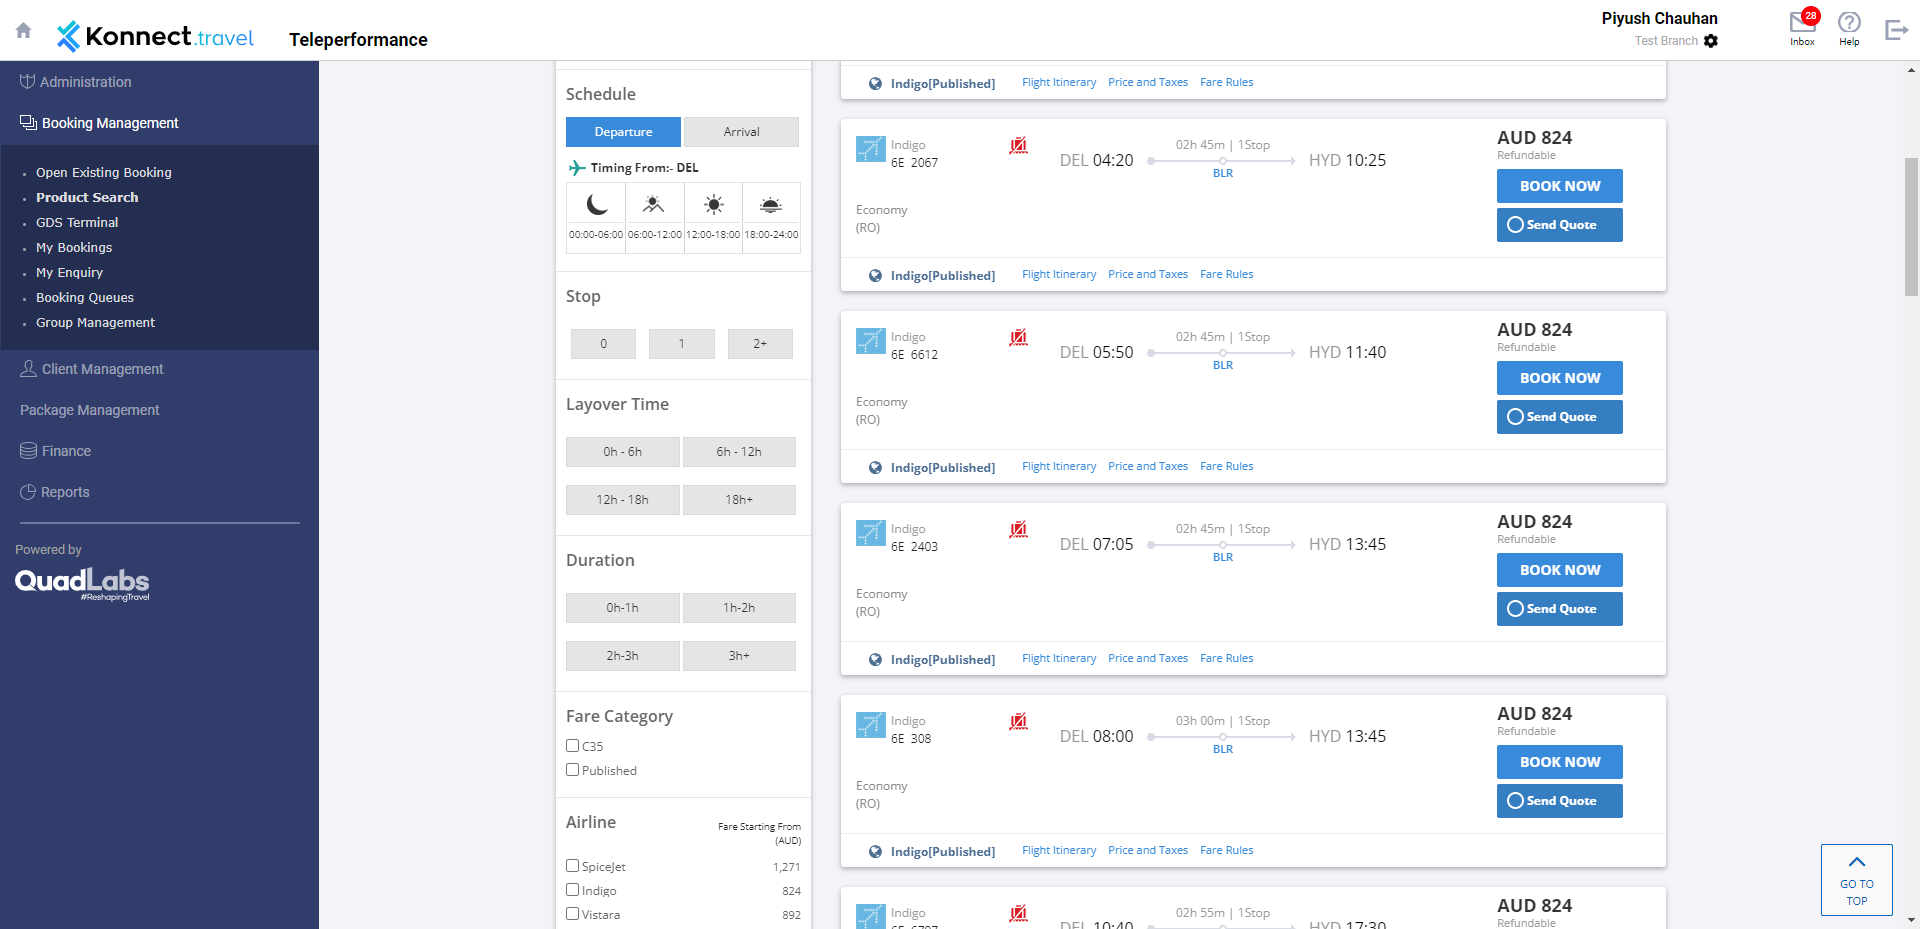 Konnect.travel
Teleperformance
Piyush Chauhan
Test Branch
28
Inbox
Help
Administration
Booking Management
Open Existing Booking
Product Search
GDS Terminal
My Bookings
My Enquiry
Booking Queues
Group Management
Client Management
Package Management
Finance
Reports
Powered by
QuadLabs
#ReshapingTravel
Schedule
Departure Arrival
Timing From:- DEL
00:00-06:00 06:00-12:00 12:00-18:00 18:00-24:00
Stop
0 1 2+
Layover Time
0h - 6h 6h - 12h
12h - 18h 18h+
Duration
0h-1h 1h-2h
2h-3h 3h+
Fare Category
C35
Published
Airline Fare Starting From
(AUD)
SpiceJet 1,271
Indigo 824
Vistara 892
Indigo[Published] Flight Itinerary Price and Taxes Fare Rules
Indigo
6E 2067
DEL 04:20
02h 45m | 1Stop
BLR
HYD 10:25
AUD 824
Refundable
BOOK NOW
Send Quote
Economy
(RO)
Indigo[Published] Flight Itinerary Price and Taxes Fare Rules
Indigo
6E 6612
DEL 05:50
02h 45m | 1Stop
BLR
HYD 11:40
AUD 824
Refundable
BOOK NOW
Send Quote
Economy
(RO)
Indigo[Published] Flight Itinerary Price and Taxes Fare Rules
Indigo
6E 2403
DEL 07:05
02h 45m | 1Stop
BLR
HYD 13:45
AUD 824
Refundable
BOOK NOW
Send Quote
Economy
(RO)
Indigo[Published] Flight Itinerary Price and Taxes Fare Rules
Indigo
6E 308
DEL 08:00
03h 00m | 1Stop
BLR
HYD 13:45
AUD 824
Refundable
BOOK NOW
Send Quote
Economy
(RO)
Indigo[Published] Flight Itinerary Price and Taxes Fare Rules
Indigo
DEL 10:40
02h 55m | 1Stop
HYD 17:30
AUD 824
Refundable
GO TO
TOP